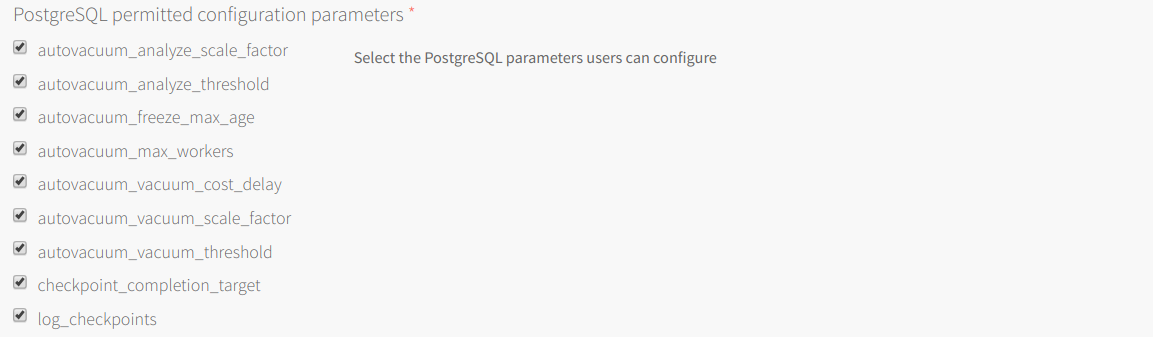 PostgreSQL permitted configuration parameters *
autovacuum_analyze_scale_factor
Select the PostgreSQL parameters users can configure
autovacuum_analyze_threshold
autovacuum_freeze_max_age
autovacuum_max_workers
autovacuum_vacuum_cost_delay
autovacuum_vacuum_scale_factor
autovacuum_vacuum_threshold
checkpoint_completion_target
log_checkpoints